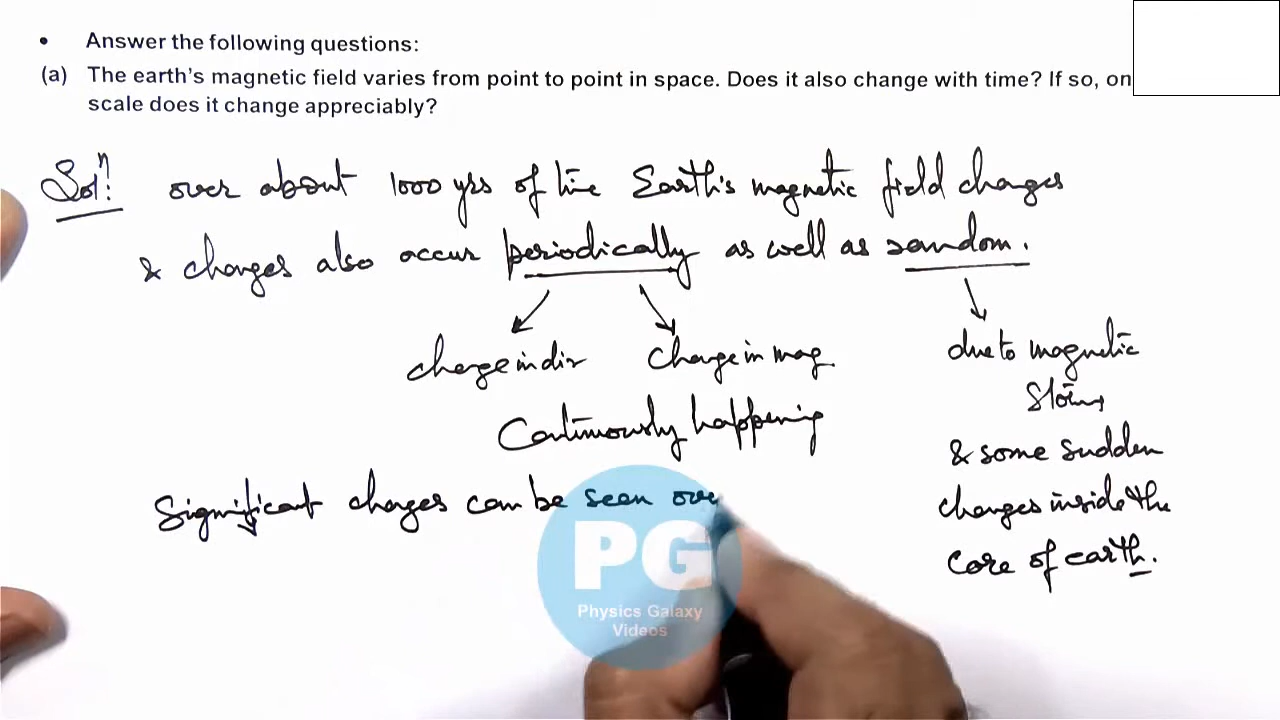 • Answer the following questions:
(a) The earth's magnetic field varies from point to point in space. Does it also change with time? If so, on
scale does it change appreciably?
Solⁿ: over about 1000 yrs of time Earth's magnetic field changes
& changes also occur periodically as well as random.
change in dir change in mag
Continuously happening
due to magnetic
Storms
& some sudden
changes inside the
core of earth.
Significant changes can be seen over
PG
Physics Galaxy
Videos